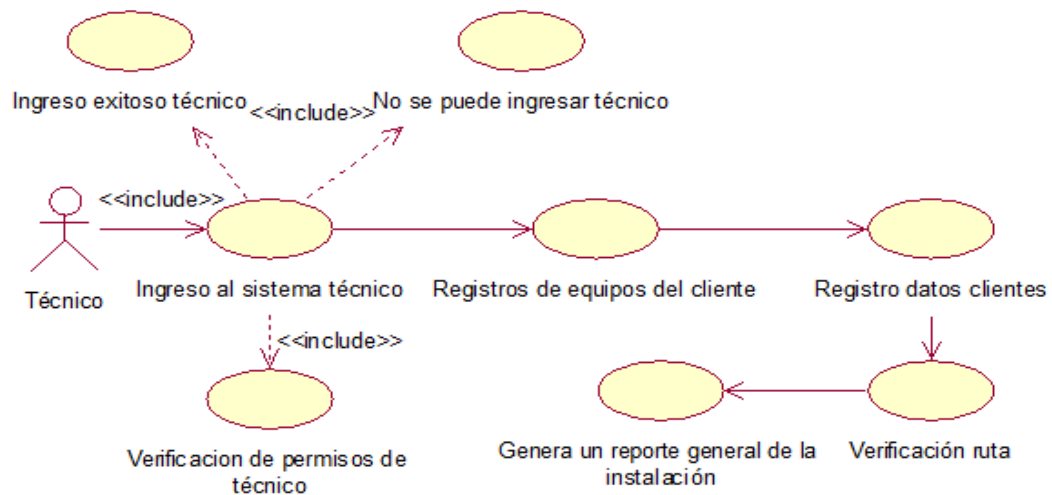 Ingreso exitoso técnico
<<include>>
No se puede ingresar técnico
<<include>>
Técnico
Ingreso al sistema técnico
Registros de equipos del cliente
Registro datos clientes
<<include>>
Verificacion de permisos de
técnico
Genera un reporte general de la
instalación
Verificación ruta